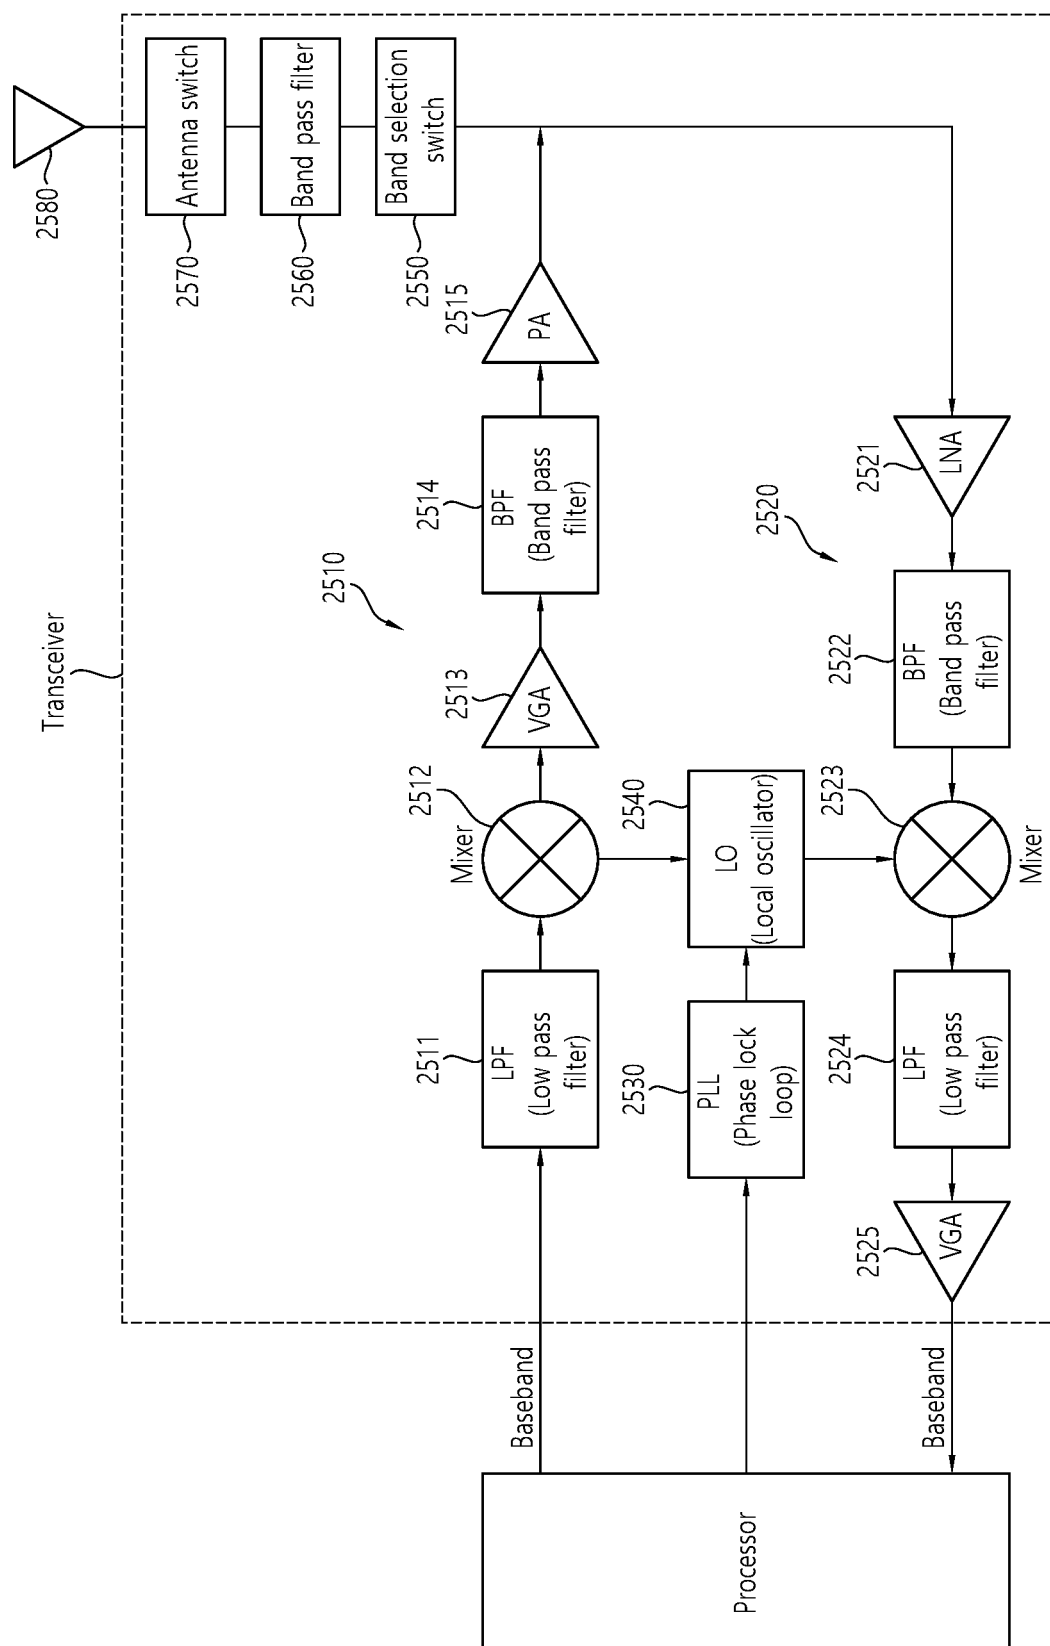 Transceiver
2580
2570
Antenna switch
2560
Band pass filter
2550
Band selection
switch
2510
2511
LPF
(Low pass
filter)
2512
Mixer
2513
VGA
2514
BPF
(Band pass
filter)
2515
PA
Baseband
Processor
2530
PLL
(Phase lock
loop)
2540
LO
(Local oscillator)
2520
2521
LNA
2522
BPF
(Band pass
filter)
2523
Mixer
2524
LPF
(Low pass
filter)
2525
VGA
Baseband